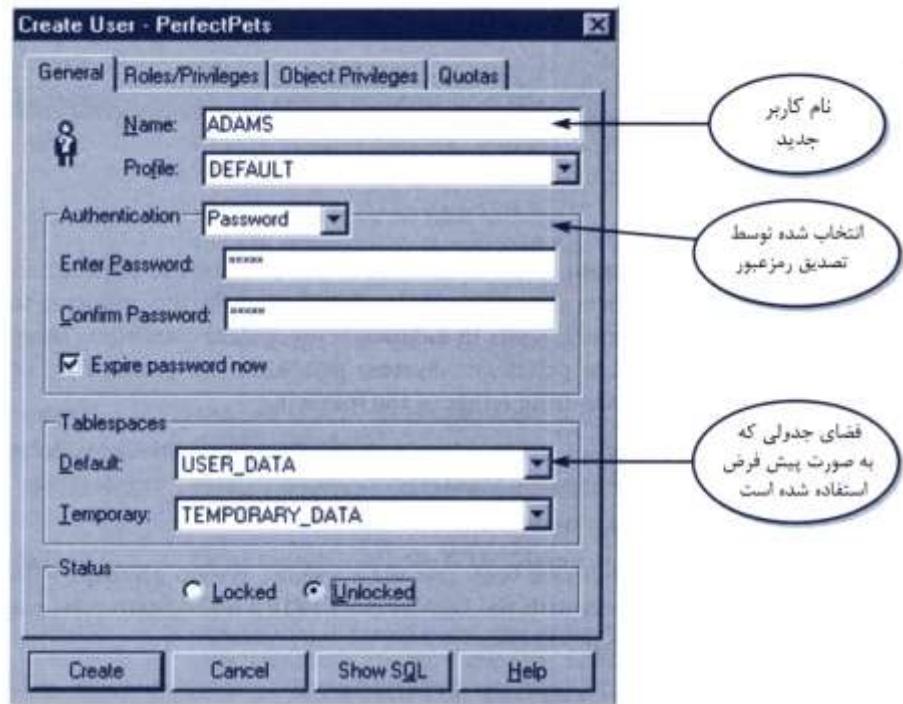 Create User - PerfectPets
General Roles/Privileges Object Privileges Quotas
Name: ADAMS
Profile: DEFAULT
Authentication Password
Enter Password: *****
Confirm Password: *****
Expire password now
Tablespaces
Default: USER_DATA
Temporary: TEMPORARY_DATA
Status
Locked Unlocked
Create Cancel Show SQL Help
نام کاربر
جدید
انتخاب شده توسط
تصدیق رمزعبور
فضای جدولی که
به صورت پیش فرض
استفاده شده است